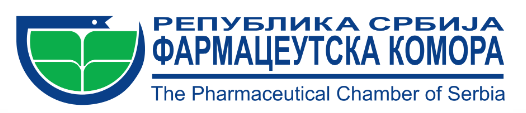 РЕПУБЛИКА СРБИЈА
ФАРМАЦЕУТСКА КОМОРА
The Pharmaceutical Chamber of Serbia